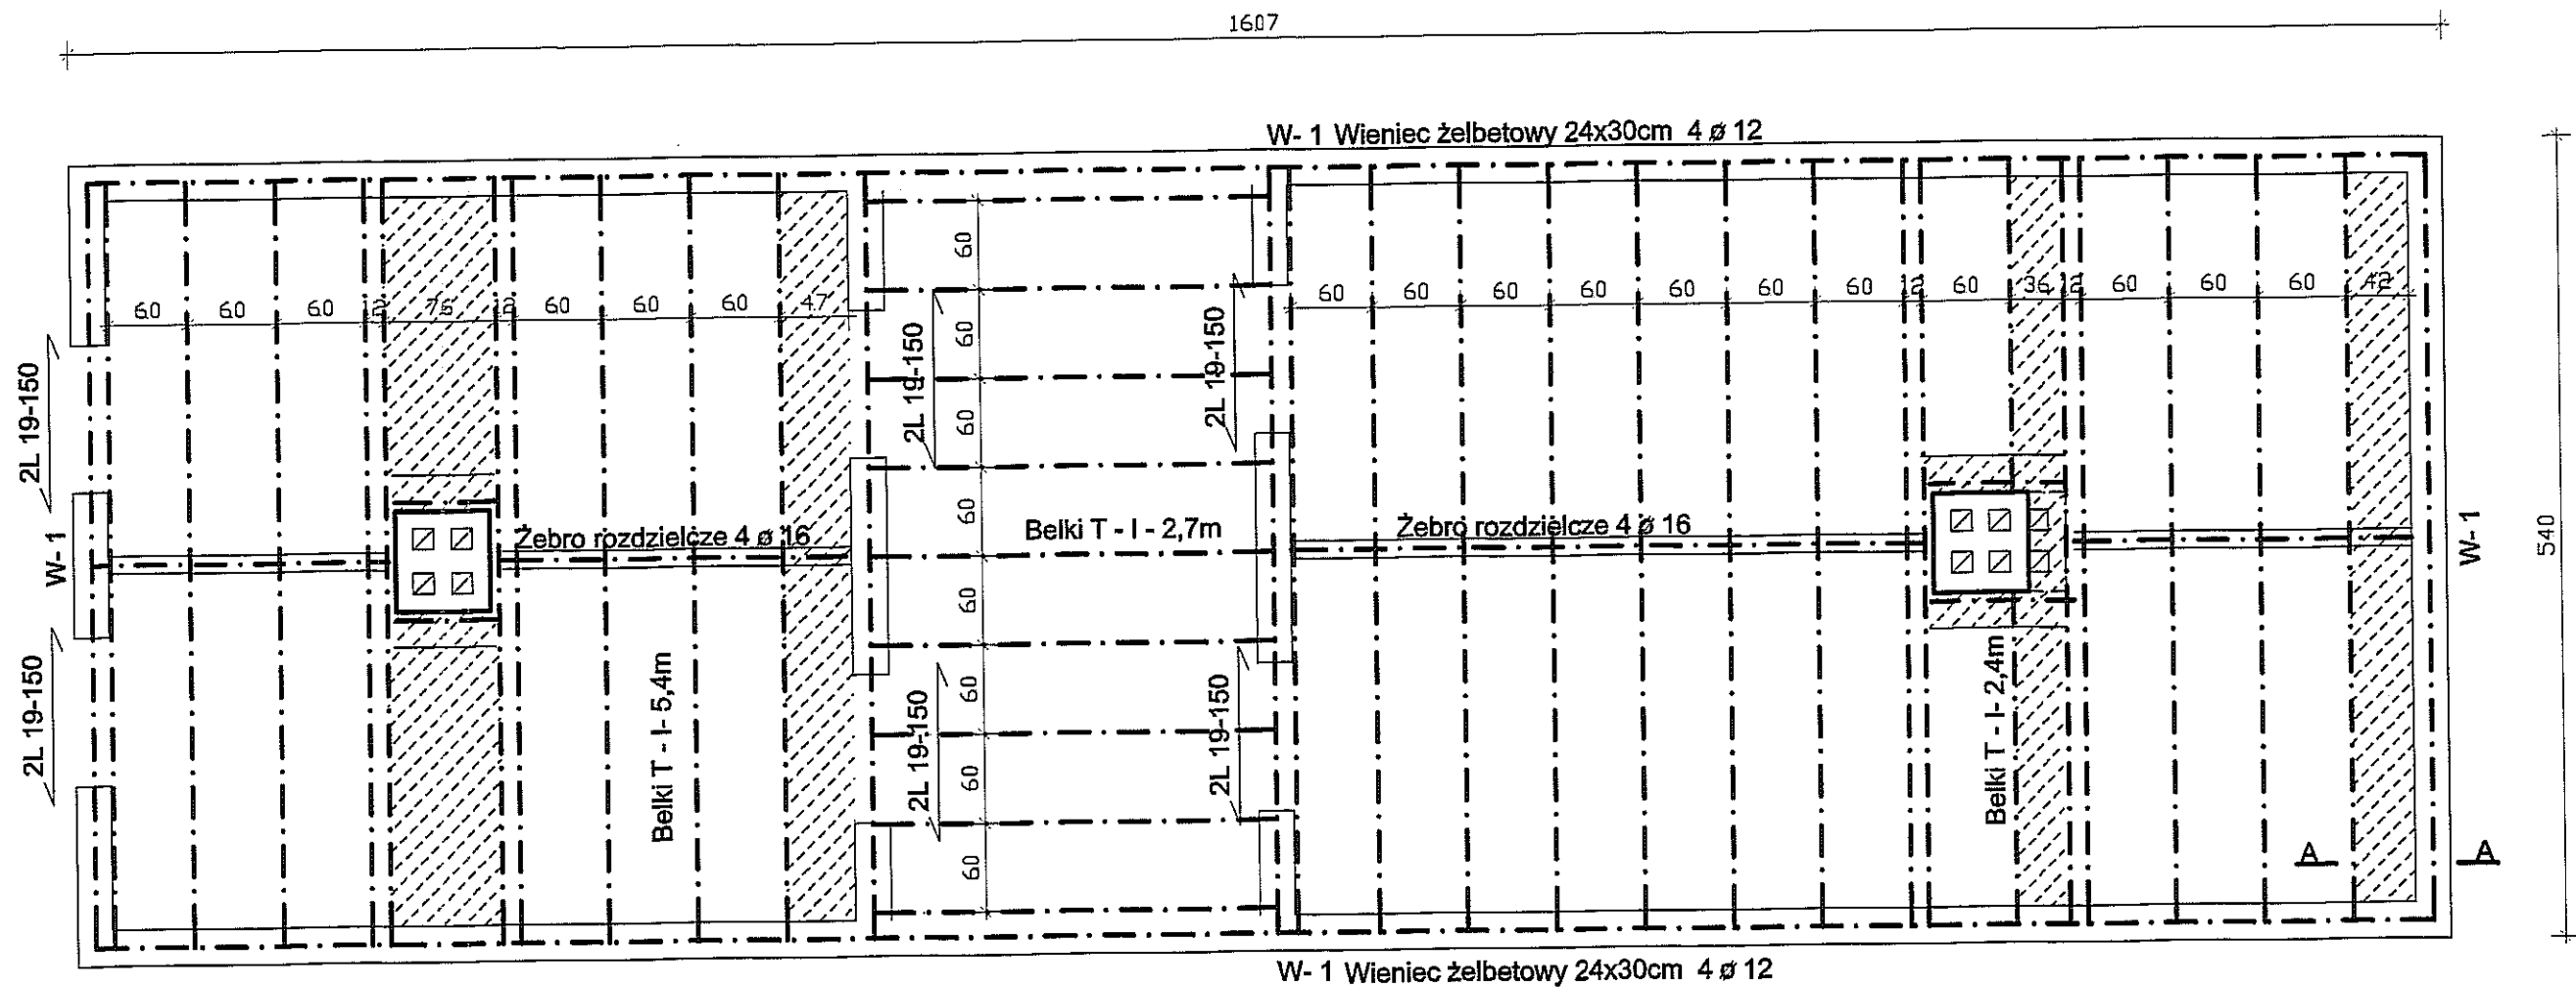 1607
W- 1 Wieniec żelbetowy 24x30cm 4 ø 12
60 60 60 12 76 12 60 60 60 47
60 60 60 60 60 60 60 12 60 36 12 60 60 60 42
60
60
60
60
60
60
60
60
2L 19-150
2L 19-150
2L 19-150
W- 1
Żebro rozdzielcze 4 ø 16
Belki T - I - 2,7m
Żebro rozdzielcze 4 ø 16
W- 1
540
2L 19-150
Belki T - I- 5,4m
2L 19-150
2L 19-150
Belki T - I- 2,4m
A A
W- 1 Wieniec żelbetowy 24x30cm 4 ø 12